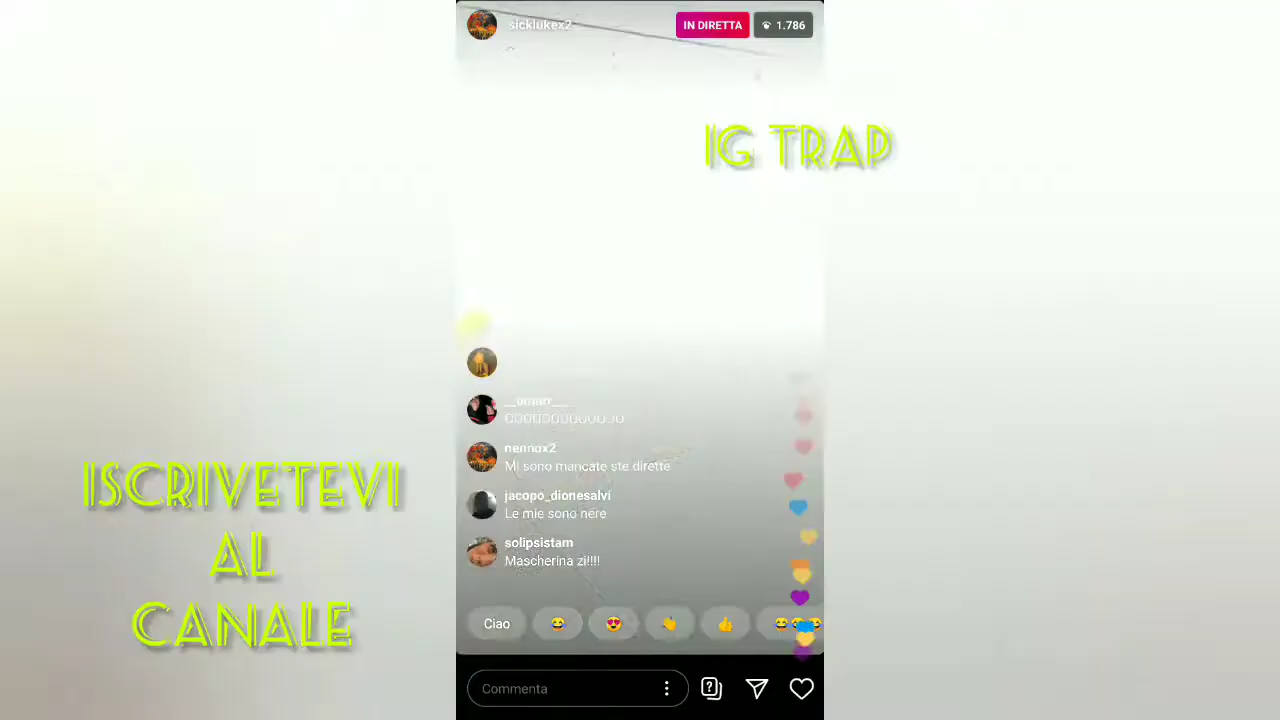 sicklukex2
IN DIRETTA
1.786
IG TRAP
nennox2
Mi sono mancate ste dirette
jacopo_dionesalvi
Le mie sono nere
solipsistam
Mascherina zi!!!!
Ciao
Commenta
ISCRIVETEVI
AL
CANALE